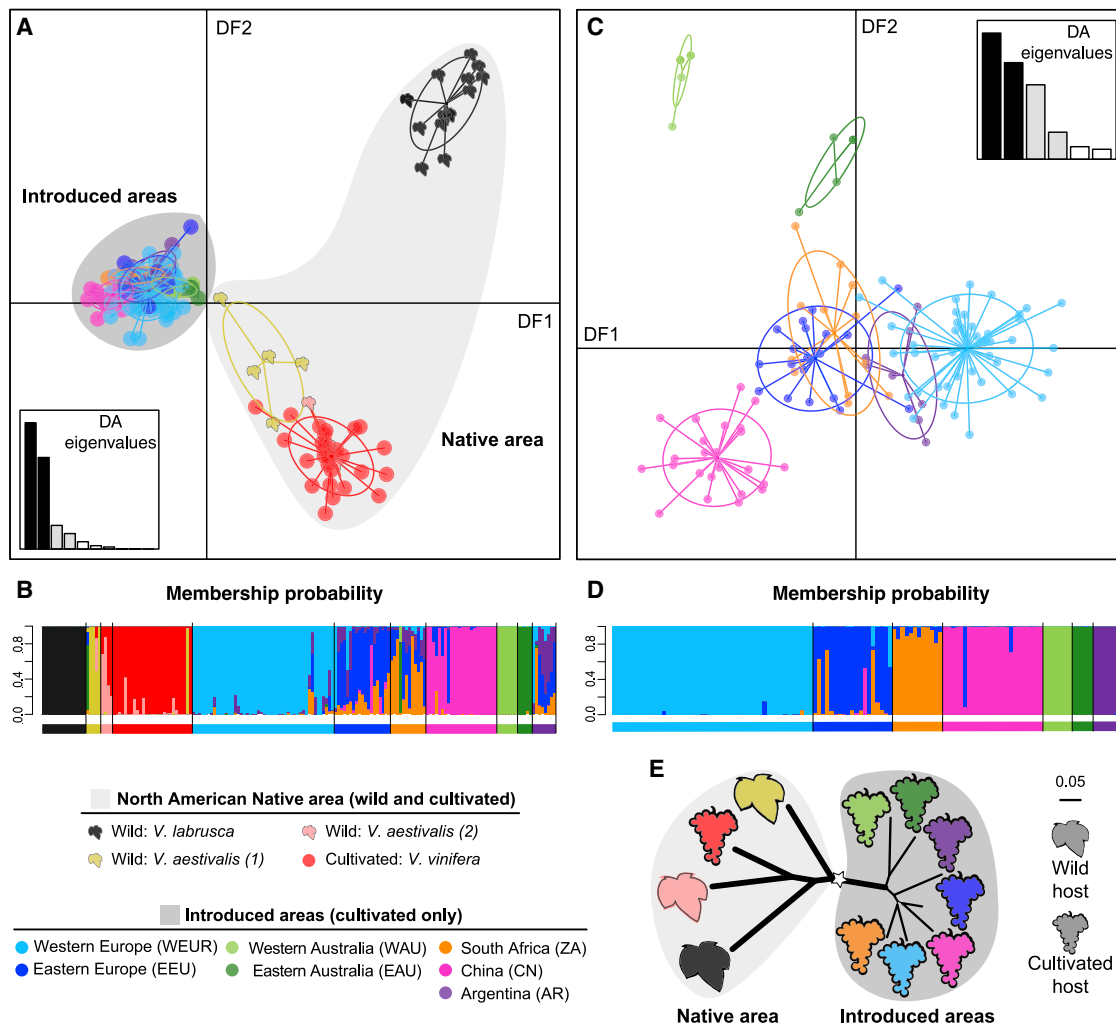 A
DF2
Introduced areas
DF1
Native area
DA
eigenvalues
C
DF2
DA
eigenvalues
DF1
B
Membership probability
0.0 0.4 0.8
D
Membership probability
0.0 0.4 0.8
North American Native area (wild and cultivated)
Wild: V. labrusca
Wild: V. aestivalis (2)
Wild: V. aestivalis (1)
Cultivated: V. vinifera
Introduced areas (cultivated only)
Western Europe (WEUR)
Western Australia (WAU)
South Africa (ZA)
Eastern Europe (EEU)
Eastern Australia (EAU)
China (CN)
Argentina (AR)
E
0.05
Wild
host
Cultivated
host
Native area
Introduced areas